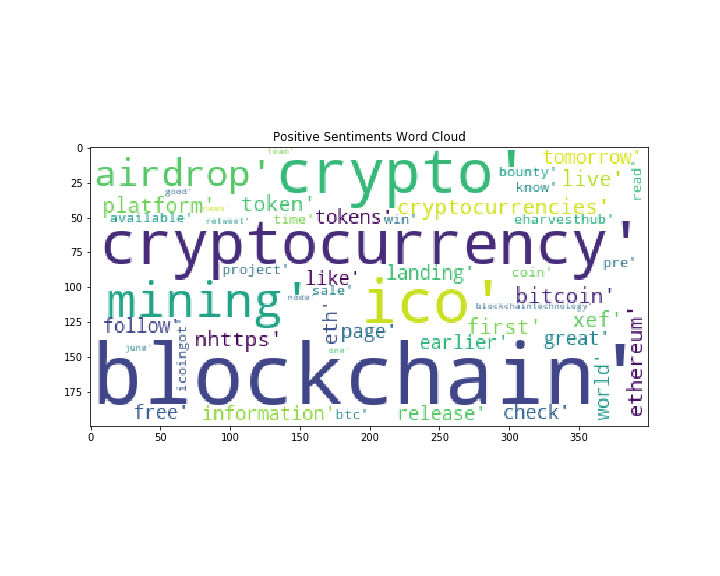 Positive Sentiments Word Cloud
0
25
50
75
100
125
150
175
0 50 100 150 200 250 300 350
team'
airdrop'
crypto'
tomorrow'
bounty'
live'
read'
know'
good'
platform'
token'
cryptocurrencies'
available'
retweet'
time'
tokens'
win'
eharvesthub'
cryptocurrency'
project'
like'
landing'
coin'
pre'
mining'
node'
sale'
ico'
bitcoin'
blockchaintechnology'
follow'
icoingot'
nhttps'
eth'
page'
first'
xef'
earlier'
great'
ethereum'
june'
one'
blockchain'
world'
free'
information'
btc'
release'
check'